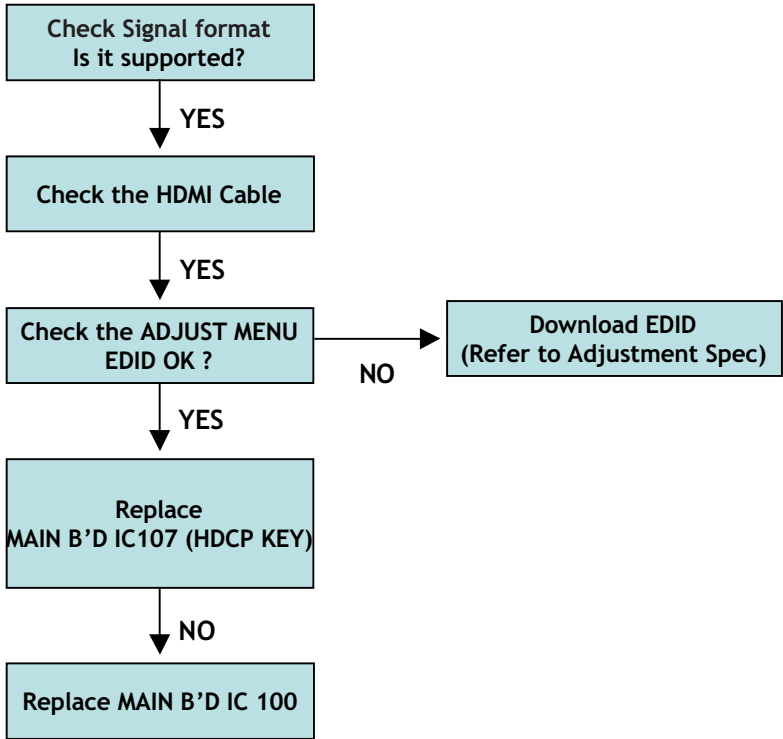 Check Signal format
Is it supported?
YES
Check the HDMI Cable
YES
Check the ADJUST MENU
EDID OK ?
NO
Download EDID
(Refer to Adjustment Spec)
YES
Replace
MAIN B’D IC107 (HDCP KEY)
NO
Replace MAIN B’D IC 100